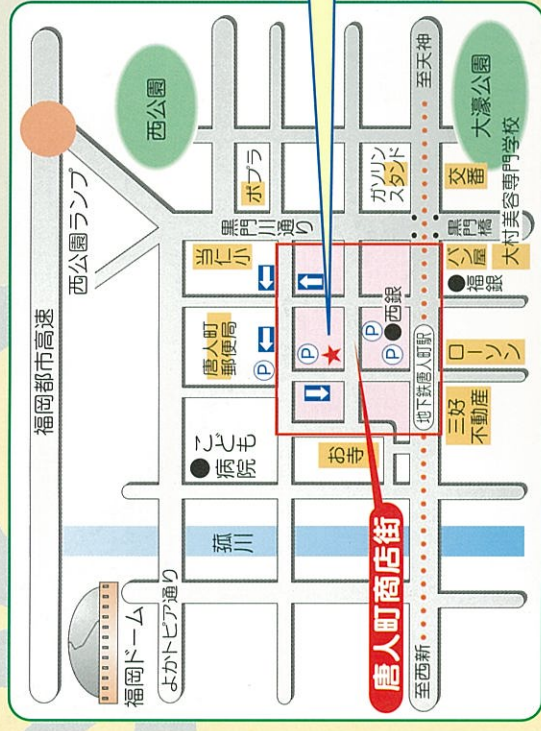 福岡都市高速
西公園ランプ
西公園
福岡ドーム
よかトピア通り
こども
病院
唐人町
郵便局
当仁小
黒門
川通り
ポプラ
菰川
お寺
P
P
P
P
西銀
ガソリン
スタンド
唐人町商店街
至西新
地下鉄唐人町駅
黒門橋
至天神
三好
不動産
ローソン
パン屋
福銀
交番
大村美容専門学校
大濠公園